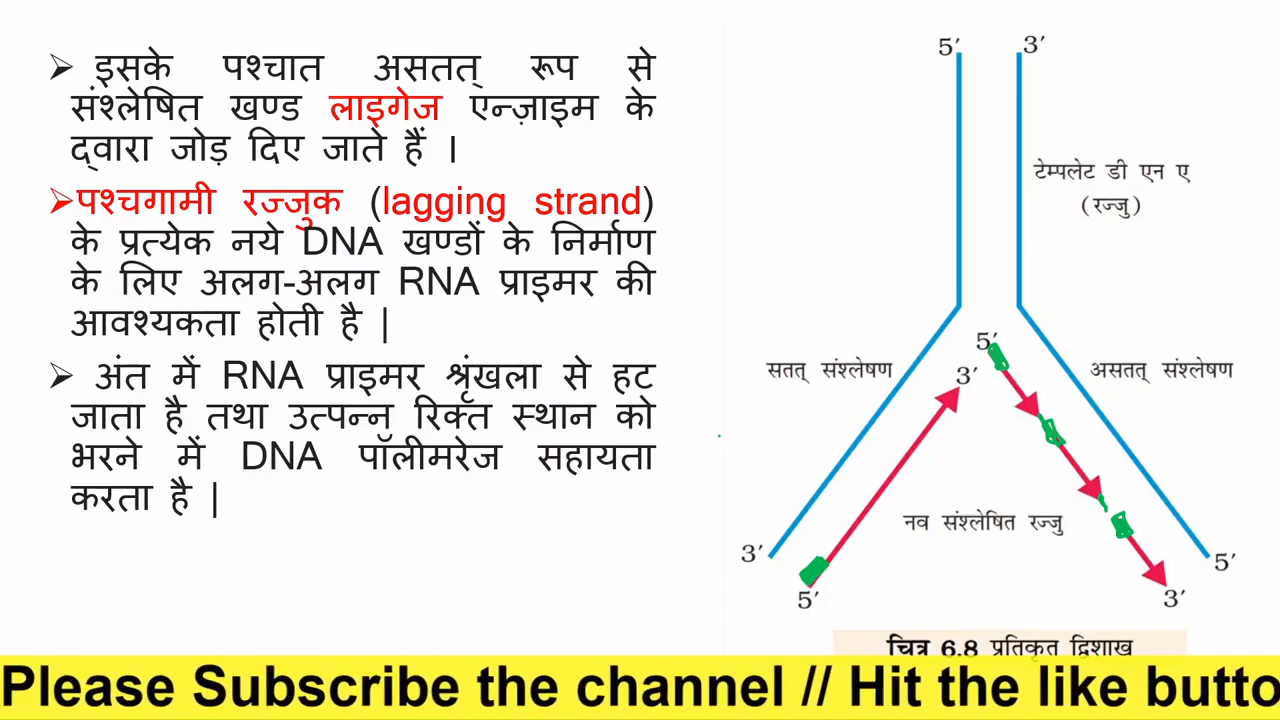 ➢ इसके पश्चात असतत् रूप से
संश्लेषित खण्ड लाइगेज एन्ज़ाइम के
द्वारा जोड़ दिए जाते हैं ।
➢पश्चगामी रज्जुक (lagging strand)
के प्रत्येक नये DNA खण्डों के निर्माण
के लिए अलग-अलग RNA प्राइमर की
आवश्यकता होती है |
➢ अंत में RNA प्राइमर श्रृंखला से हट
जाता है तथा उत्पन्न रिक्त स्थान को
भरने में DNA पॉलीमरेज सहायता
करता है |
5′ 3′
टेम्पलेट डी एन ए
(रज्जु)
5′
सतत् संश्लेषण 3′ असतत् संश्लेषण
नव संश्लेषित रज्जु
3′ 5′
5′ 3′
चित्र 6.8 प्रतिकृत द्विशाख
Please Subscribe the channel // Hit the like butto